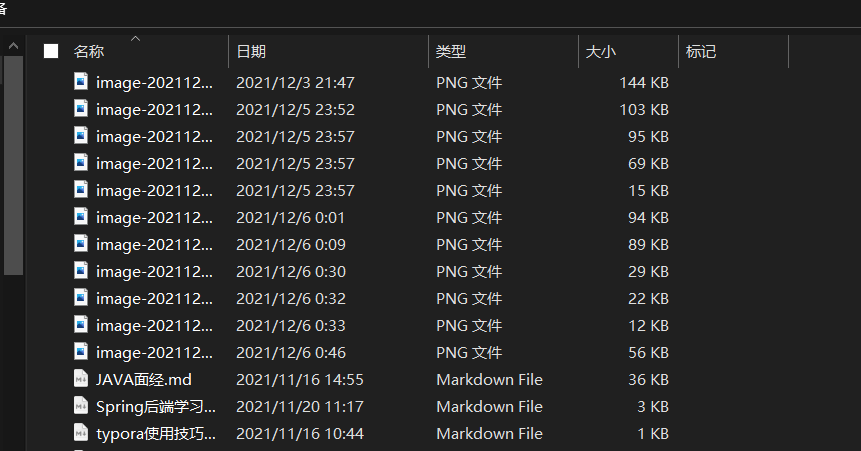 备
名称 日期 类型 大小 标记
image-202112... 2021/12/3 21:47 PNG 文件 144 KB
image-202112... 2021/12/5 23:52 PNG 文件 103 KB
image-202112... 2021/12/5 23:57 PNG 文件 95 KB
image-202112... 2021/12/5 23:57 PNG 文件 69 KB
image-202112... 2021/12/5 23:57 PNG 文件 15 KB
image-202112... 2021/12/6 0:01 PNG 文件 94 KB
image-202112... 2021/12/6 0:09 PNG 文件 89 KB
image-202112... 2021/12/6 0:30 PNG 文件 29 KB
image-202112... 2021/12/6 0:32 PNG 文件 22 KB
image-202112... 2021/12/6 0:33 PNG 文件 12 KB
image-202112... 2021/12/6 0:46 PNG 文件 56 KB
JAVA面经.md 2021/11/16 14:55 Markdown File 36 KB
Spring后端学习... 2021/11/20 11:17 Markdown File 3 KB
typora使用技巧... 2021/11/16 10:44 Markdown File 1 KB